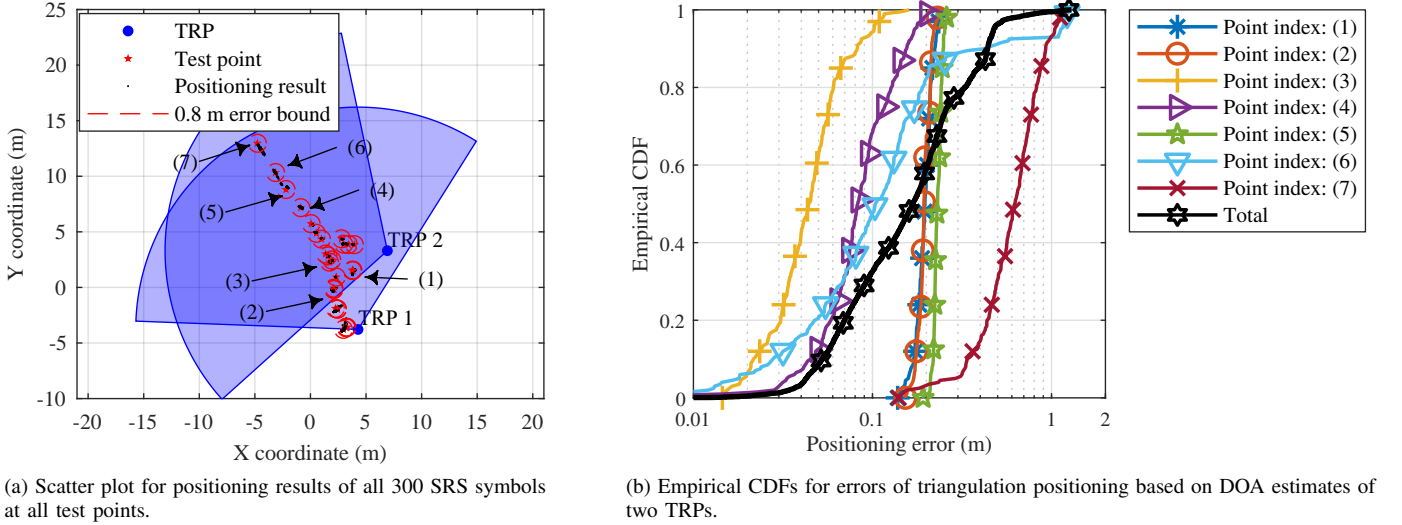 25
20
15
10
5
0
-5
-10
-20
-15
-10
-5
0
5
10
15
20
Y coordinate (m)
X coordinate (m)
TRP
Test point
Positioning result
0.8 m error bound
(7)
(6)
(5)
(4)
TRP 2
(3)
(1)
(2)
TRP 1
(a) Scatter plot for positioning results of all 300 SRS symbols
at all test points.
1
0.8
0.6
0.4
0.2
0
0.01
0.1
1
2
Empirical CDF
Positioning error (m)
Point index: (1)
Point index: (2)
Point index: (3)
Point index: (4)
Point index: (5)
Point index: (6)
Point index: (7)
Total
(b) Empirical CDFs for errors of triangulation positioning based on DOA estimates of
two TRPs.